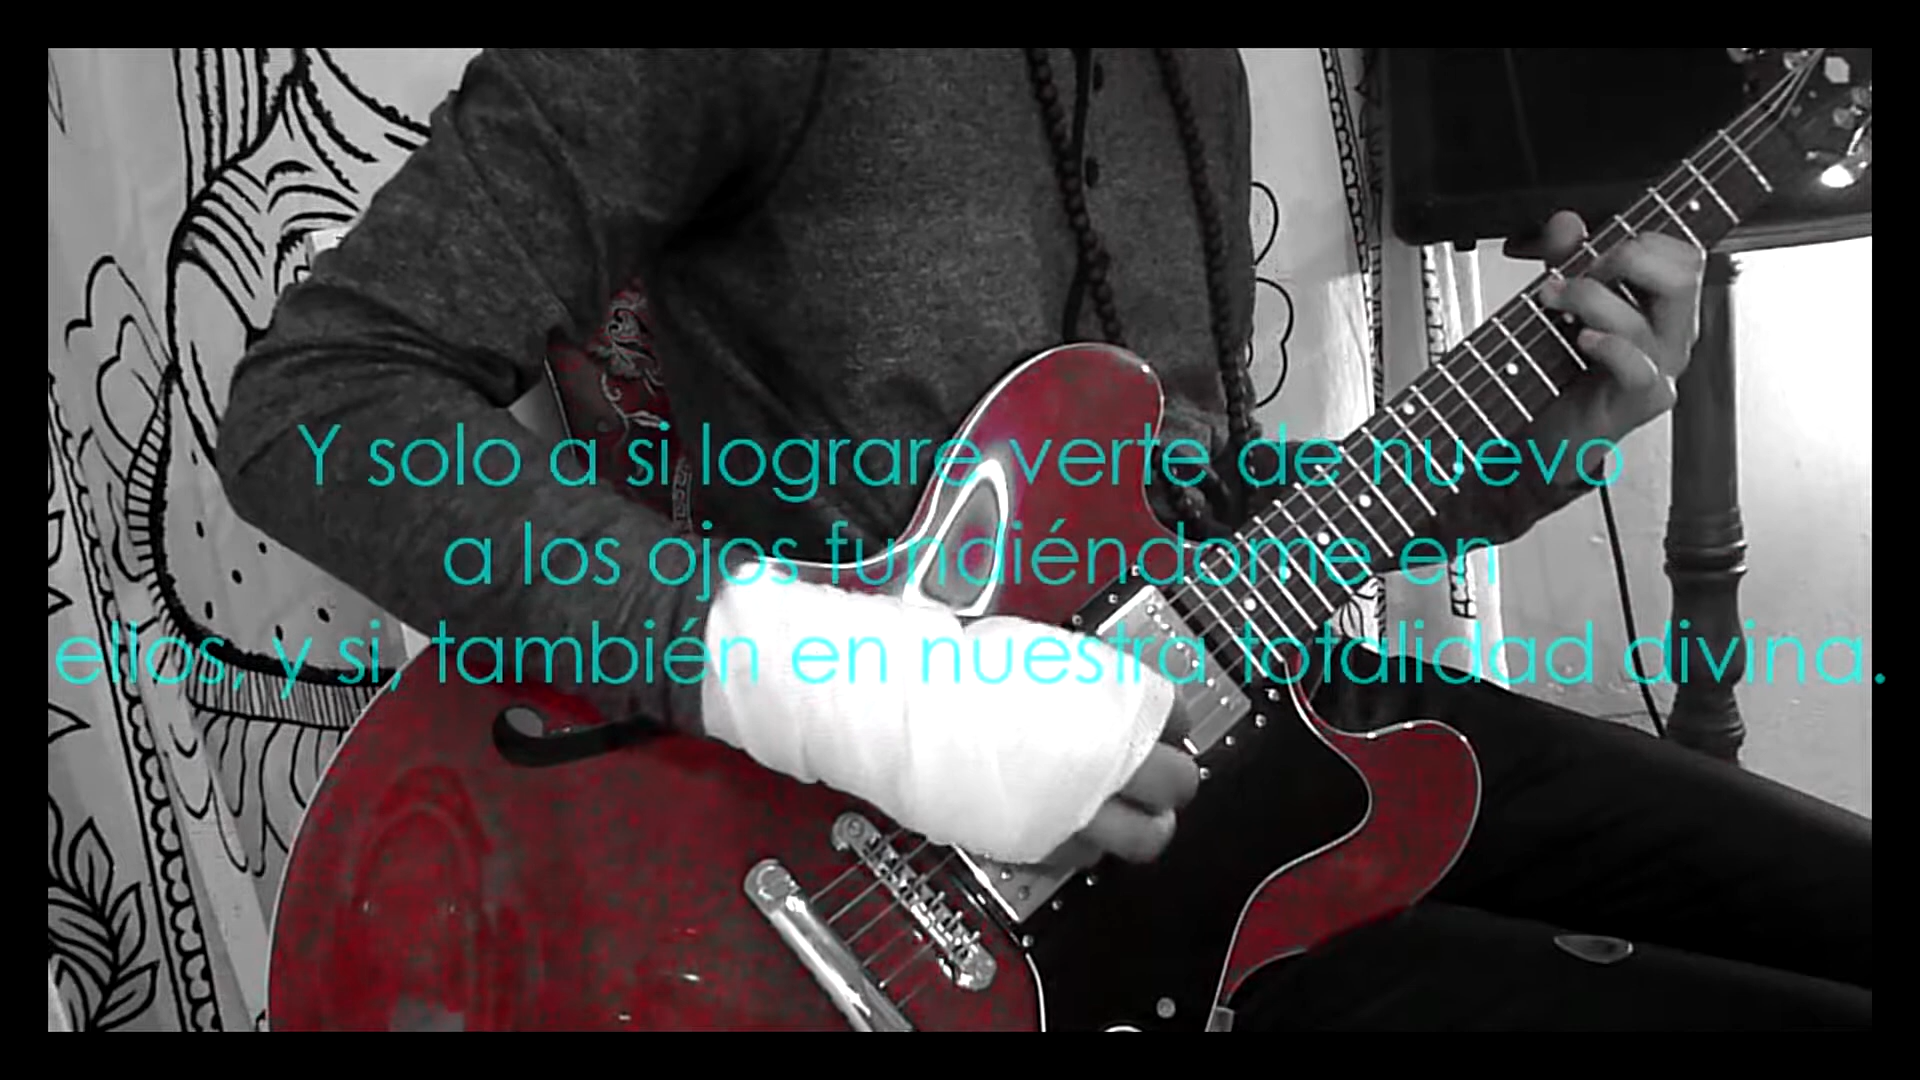 Y solo a si lograre verte de nuevo
a los ojos fundiéndome en
ellos, y si, también en nuestra totalidad divina.